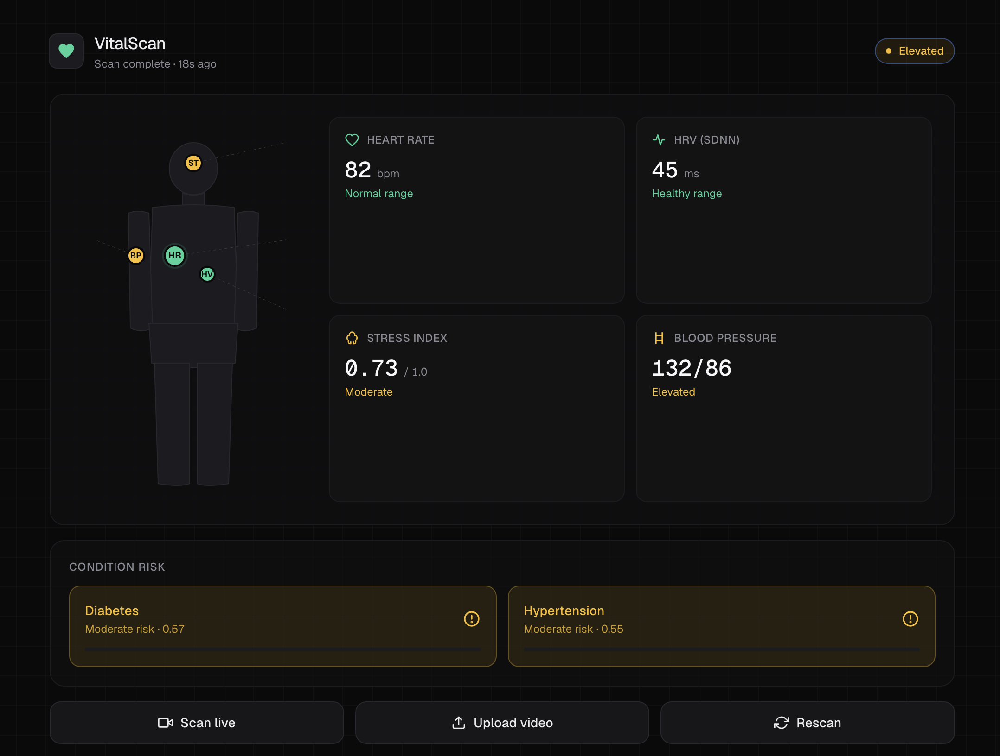 VitalScan
Scan complete · 18s ago
Elevated
ST
BP
HR
HV
HEART RATE
82 bpm
Normal range
HRV (SDNN)
45 ms
Healthy range
STRESS INDEX
0.73 / 1.0
Moderate
BLOOD PRESSURE
132/86
Elevated
CONDITION RISK
Diabetes
Moderate risk · 0.57
Hypertension
Moderate risk · 0.55
Scan live
Upload video
Rescan